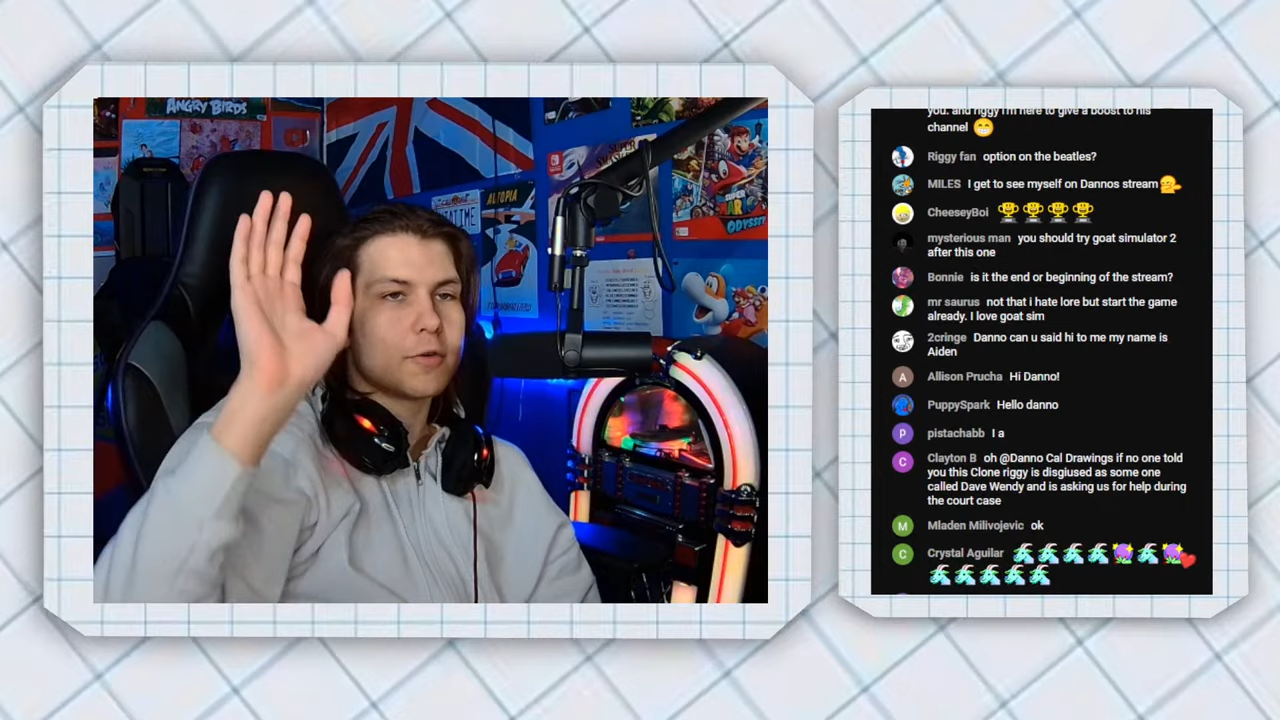 ANGRY BIRDS
AUTOPIA
SUPER
MARIO
ODYSSEY
you. and riggy i'm here to give a boost to his
channel 😁
Riggy fan option on the beatles?
MILES I get to see myself on Dannos stream
CheeseyBoi 🏆🏆🏆🏆
mysterious man you should try goat simulator 2
after this one
Bonnie is it the end or beginning of the stream?
mr saurus not that i hate lore but start the game
already. I love goat sim
2cringe Danno can u said hi to me my name is
Aiden
A Allison Prucha Hi Danno!
PuppySpark Hello danno
P pistachabb I a
C Clayton B oh @Danno Cal Drawings if no one told
you this Clone riggy is disgiused as some one
called Dave Wendy and is asking us for help during
the court case
M Mladen Milivojevic ok
C Crystal Aguilar